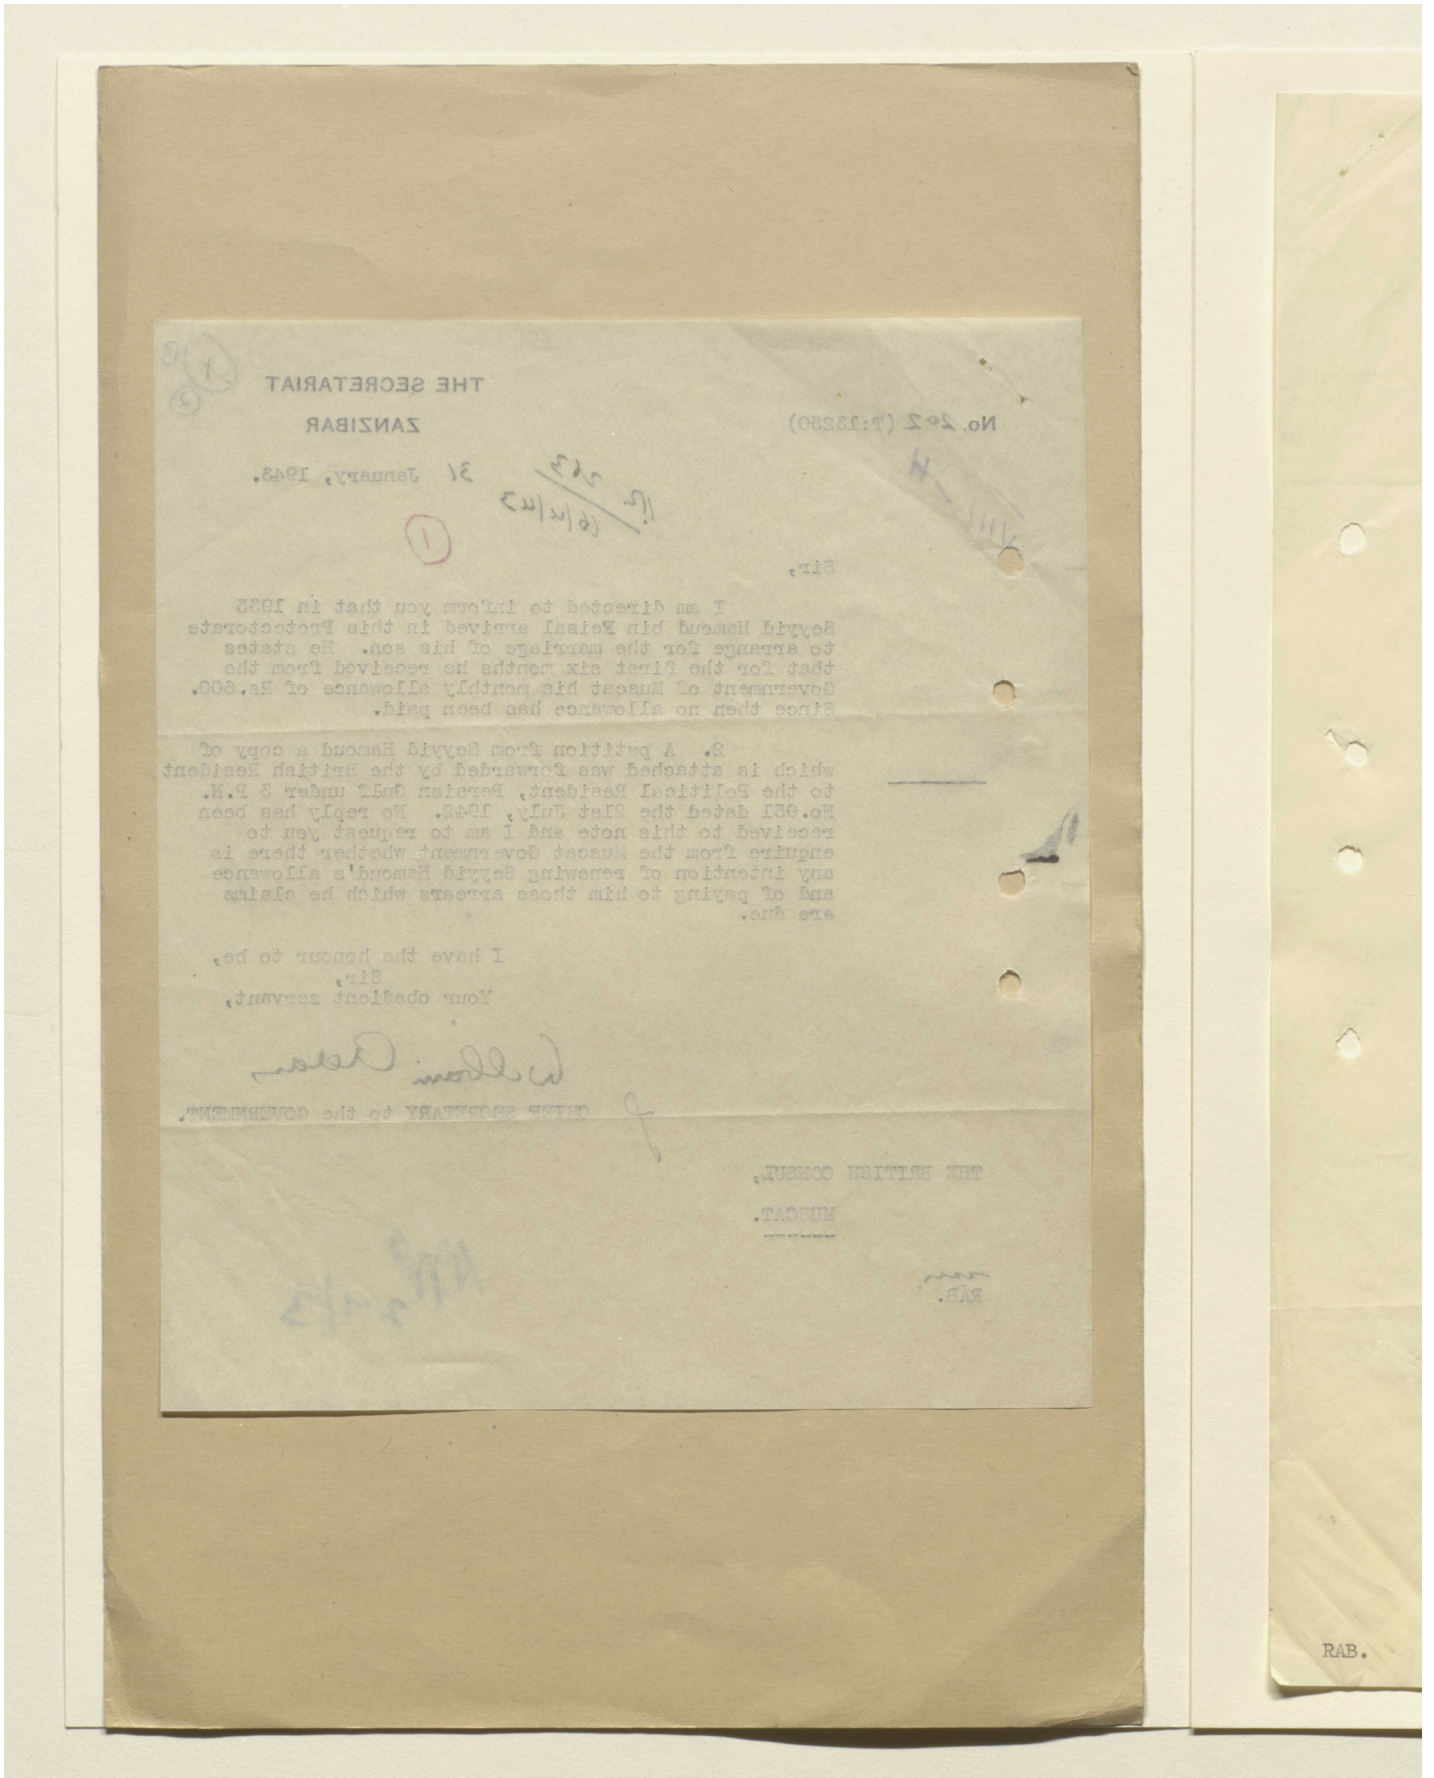 THE SECRETARIAT
ZANZIBAR
No. 202 (T:13250)
31 January, 1943.
263
16/4/43
1
Sir,
I am directed to inform you that in 1935
Seyyid Hamoud bin Feisal arrived in this Protectorate
to arrange for the marriage of his son. He states
that for the first six months he received from the
Government of Muscat his monthly allowance of Rs.600.
Since then no allowance has been paid.
2. A petition from Seyyid Hamoud a copy of
which is attached was forwarded by the British Resident
to the Political Resident, Persian Gulf under 3 P.N.
No.951 dated the 21st July, 1942. No reply has been
received to this note and I am to request you to
enquire from the Muscat Government whether there is
any intention of renewing Seyyid Hamoud's allowance
and of paying to him those arrears which he claims
are due.
I have the honour to be,
Sir,
Your obedient servant,
CHIEF SECRETARY to the GOVERNMENT.
THE BRITISH CONSUL,
MUSCAT.
RAB.
RAB.